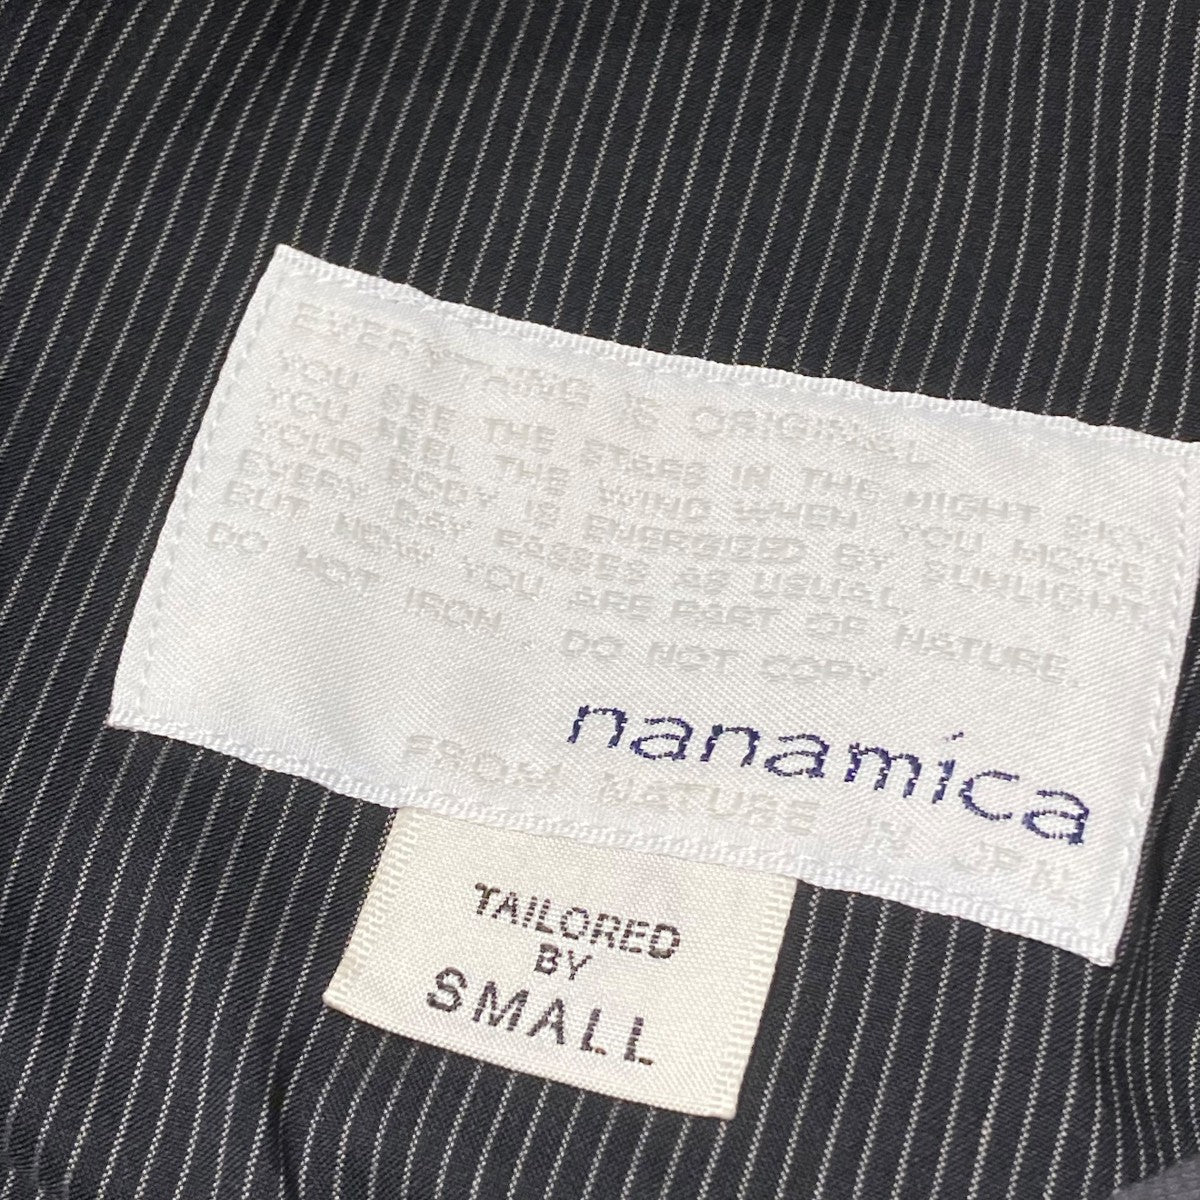 EVERYTHING IS ORIGINAL
YOU SEE THE STARS IN THE NIGHT SKY
YOU FEEL THE WIND WHEN YOU MOVE
YOUR BODY IS ENERGISED BY SUNLIGHT.
EVERY DAY PASSES AS USUAL,
BUT NOW YOU ARE PART OF NATURE.
DO NOT IRON. DO NOT COPY
nanamica
FROM NATURE IN JPN
TAILORED
BY
SMALL